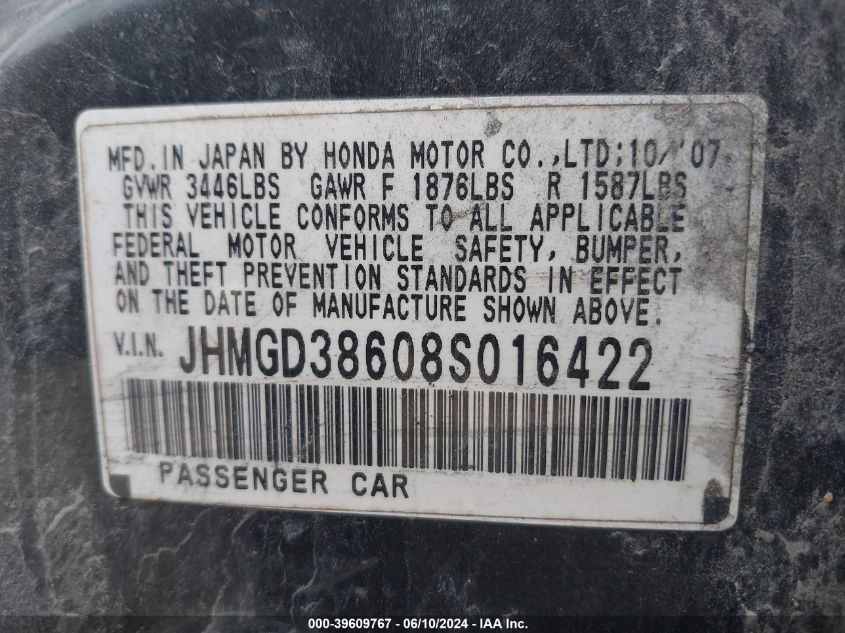 MFD. IN JAPAN BY HONDA MOTOR CO., LTD; 10/'07
GVWR 3446LBS GAWR F 1876LBS R 1587LBS
THIS VEHICLE CONFORMS TO ALL APPLICABLE
FEDERAL MOTOR VEHICLE SAFETY, BUMPER,
AND THEFT PREVENTION STANDARDS IN EFFECT
ON THE DATE OF MANUFACTURE SHOWN ABOVE.
V.I.N. JHMGD38608S016422
PASSENGER CAR
000-39609767 - 06/10/2024 - IAA Inc.